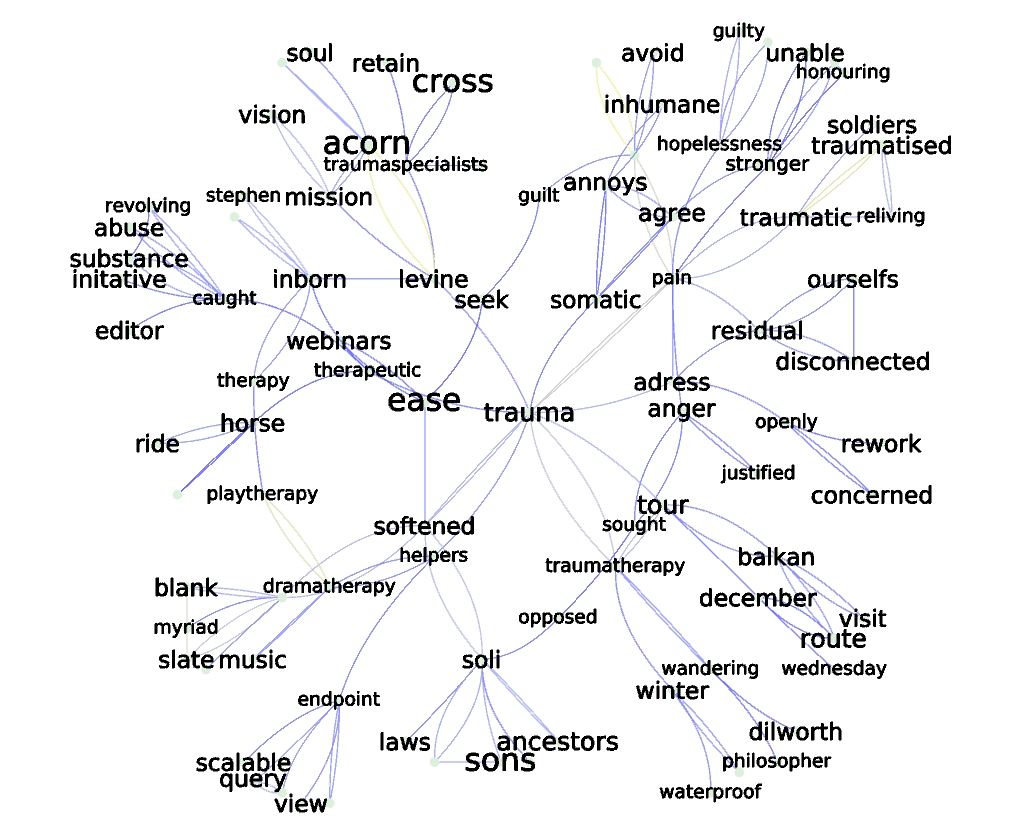 guilty
soul
avoid
unable
retain
honouring
cross
inhumane
vision
soldiers
acorn
hopelessness
traumatised
traumaspecialists
stronger
annoys
stephen
mission
guilt
revolving
agree
traumatic
reliving
abuse
substance
initative
inborn
levine
pain
ourselfs
caught
seek
somatic
editor
residual
webinars
disconnected
therapeutic
therapy
adress
ease
trauma
anger
horse
openly
ride
rework
justified
playtherapy
concerned
tour
softened
sought
helpers
balkan
traumatherapy
blank
dramatherapy
december
opposed
visit
myriad
route
slate
music
soli
wandering
wednesday
winter
endpoint
dilworth
laws
ancestors
scalable
sons
philosopher
query
waterproof
view